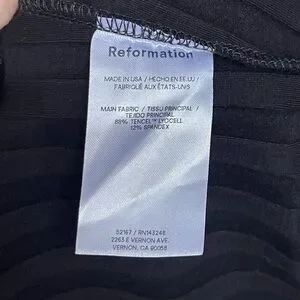 Reformation
MADE IN USA / HECHO EN EE.UU /
FABRIQUÉ AUX ÉTATS-UNIS
MAIN FABRIC / TISSU PRINCIPAL /
TEJIDO PRINCIPAL
88% TENCEL™ LYOCELL
12% SPANDEX
52167 / RN143248
2263 E VERNON AVE.
VERNON, CA 90058